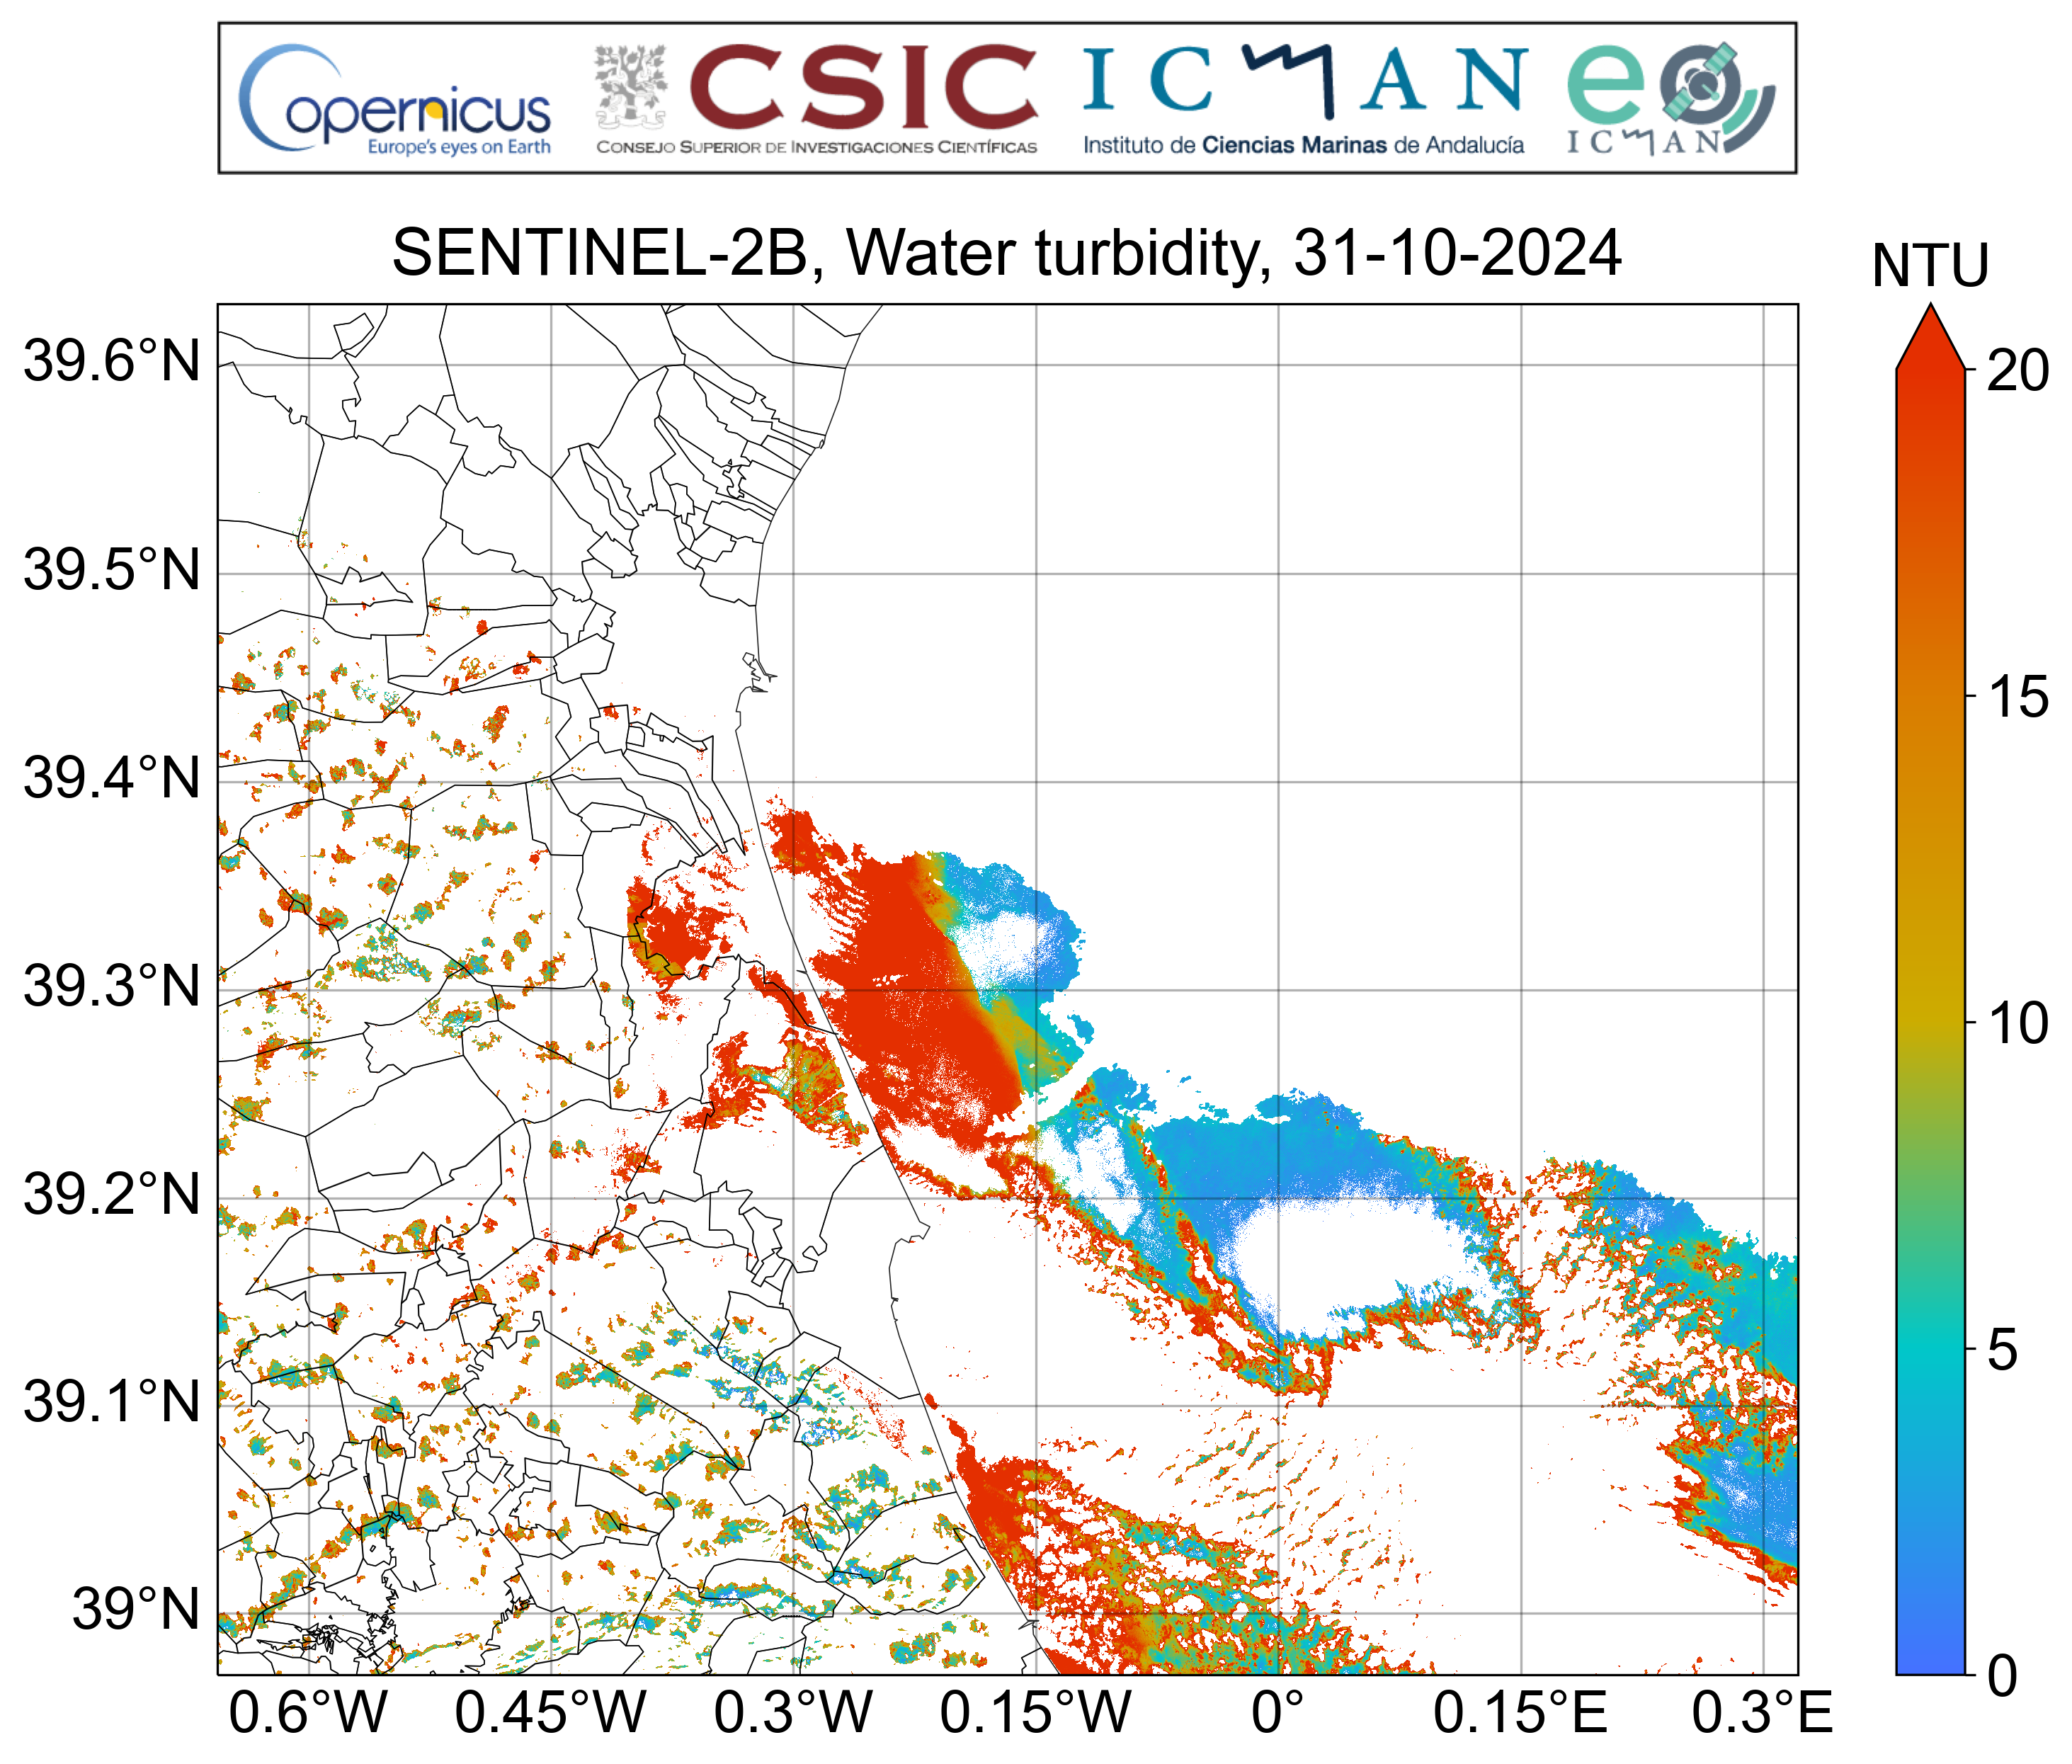 Copernicus
Europe's eyes on Earth
CSIC
CONSEJO SUPERIOR DE INVESTIGACIONES CIENTÍFICAS
ICMAN
Instituto de Ciencias Marinas de Andalucía
eo
ICMAN
SENTINEL-2B, Water turbidity, 31-10-2024
NTU
39.6°N
39.5°N
39.4°N
39.3°N
39.2°N
39.1°N
39°N
0.6°W 0.45°W 0.3°W 0.15°W 0° 0.15°E 0.3°E
20
15
10
5
0